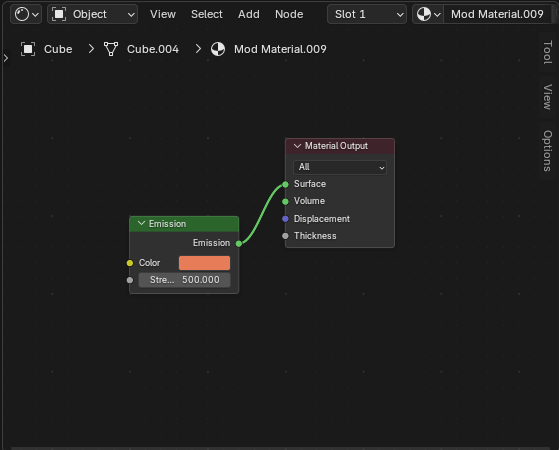 Object View Select Add Node Slot 1 Mod Material.009
Cube Cube.004 Mod Material.009
Tool
View
Options
Material Output
All
Surface
Volume
Displacement
Thickness
Emission
Emission
Color
Stre... 500.000